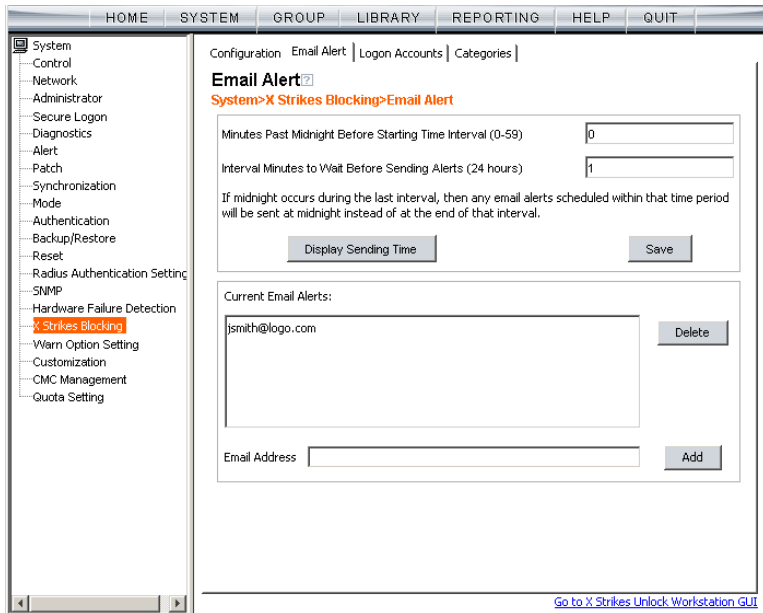 HOME SYSTEM GROUP LIBRARY REPORTING HELP QUIT
System
Control
Network
Administrator
Secure Logon
Diagnostics
Alert
Patch
Synchronization
Mode
Authentication
Backup/Restore
Reset
Radius Authentication Setting
SNMP
Hardware Failure Detection
X Strikes Blocking
Warn Option Setting
Customization
CMC Management
Quota Setting
Configuration Email Alert Logon Accounts Categories
Email Alert ?
System>X Strikes Blocking>Email Alert
Minutes Past Midnight Before Starting Time Interval (0-59) 0
Interval Minutes to Wait Before Sending Alerts (24 hours) 1
If midnight occurs during the last interval, then any email alerts scheduled within that time period
will be sent at midnight instead of at the end of that interval.
Display Sending Time Save
Current Email Alerts:
jsmith@logo.com
Delete
Email Address Add
Go to X Strikes Unlock Workstation GUI